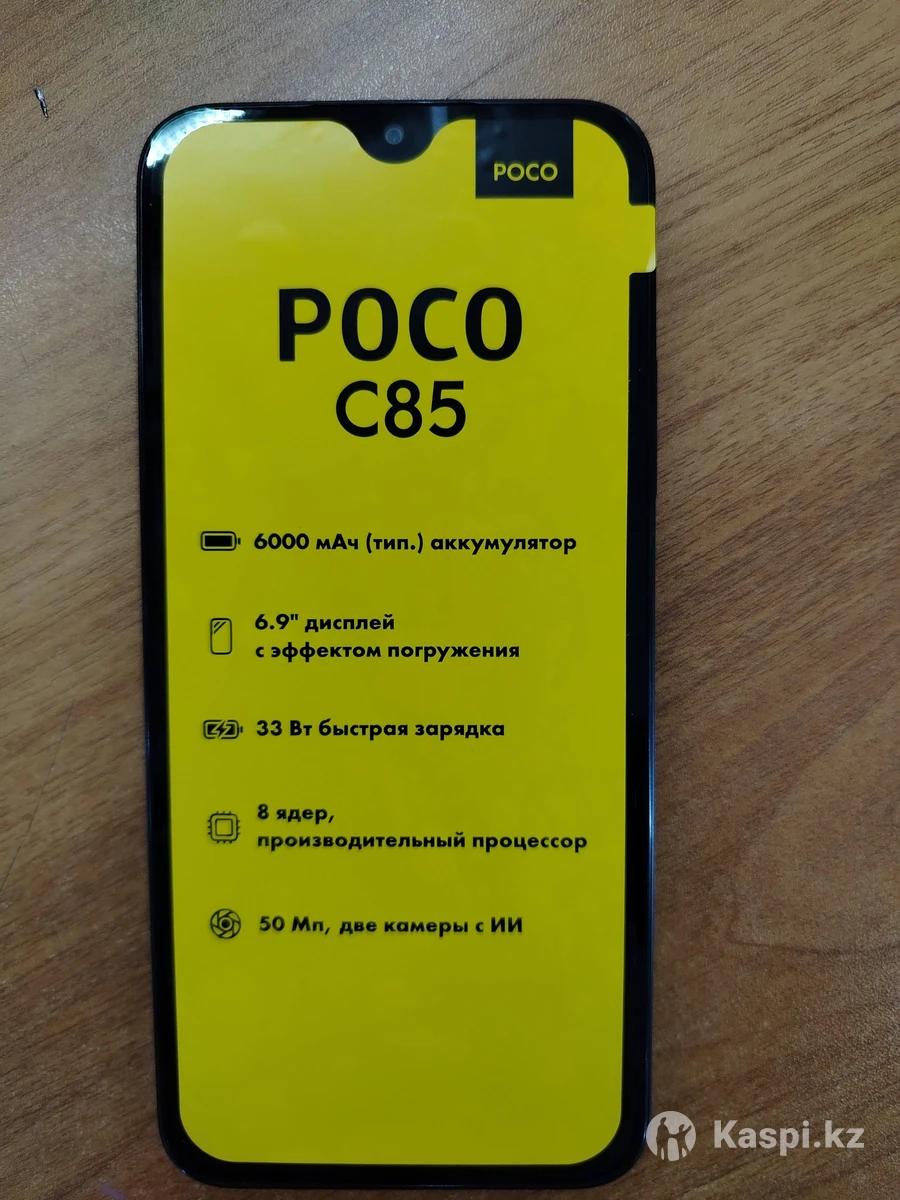 POCO
POCO
C85
6000 мАч (тип.) аккумулятор
6.9" дисплей
с эффектом погружения
33 Вт быстрая зарядка
8 ядер,
производительный процессор
50 Мп, две камеры с ИИ
Kaspi.kz